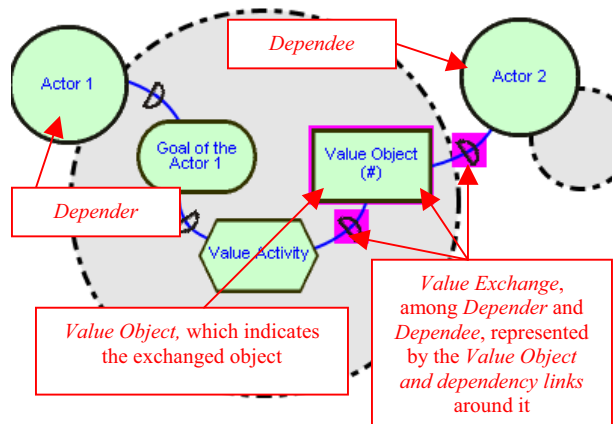 Dependee
Actor 1
Actor 2
Goal of the
Actor 1
Value Object
(#)
Depender
Value Activity
Value Object, which indicates
the exchanged object
Value Exchange,
among Depender and
Dependee, represented
by the Value Object
and dependency links
around it